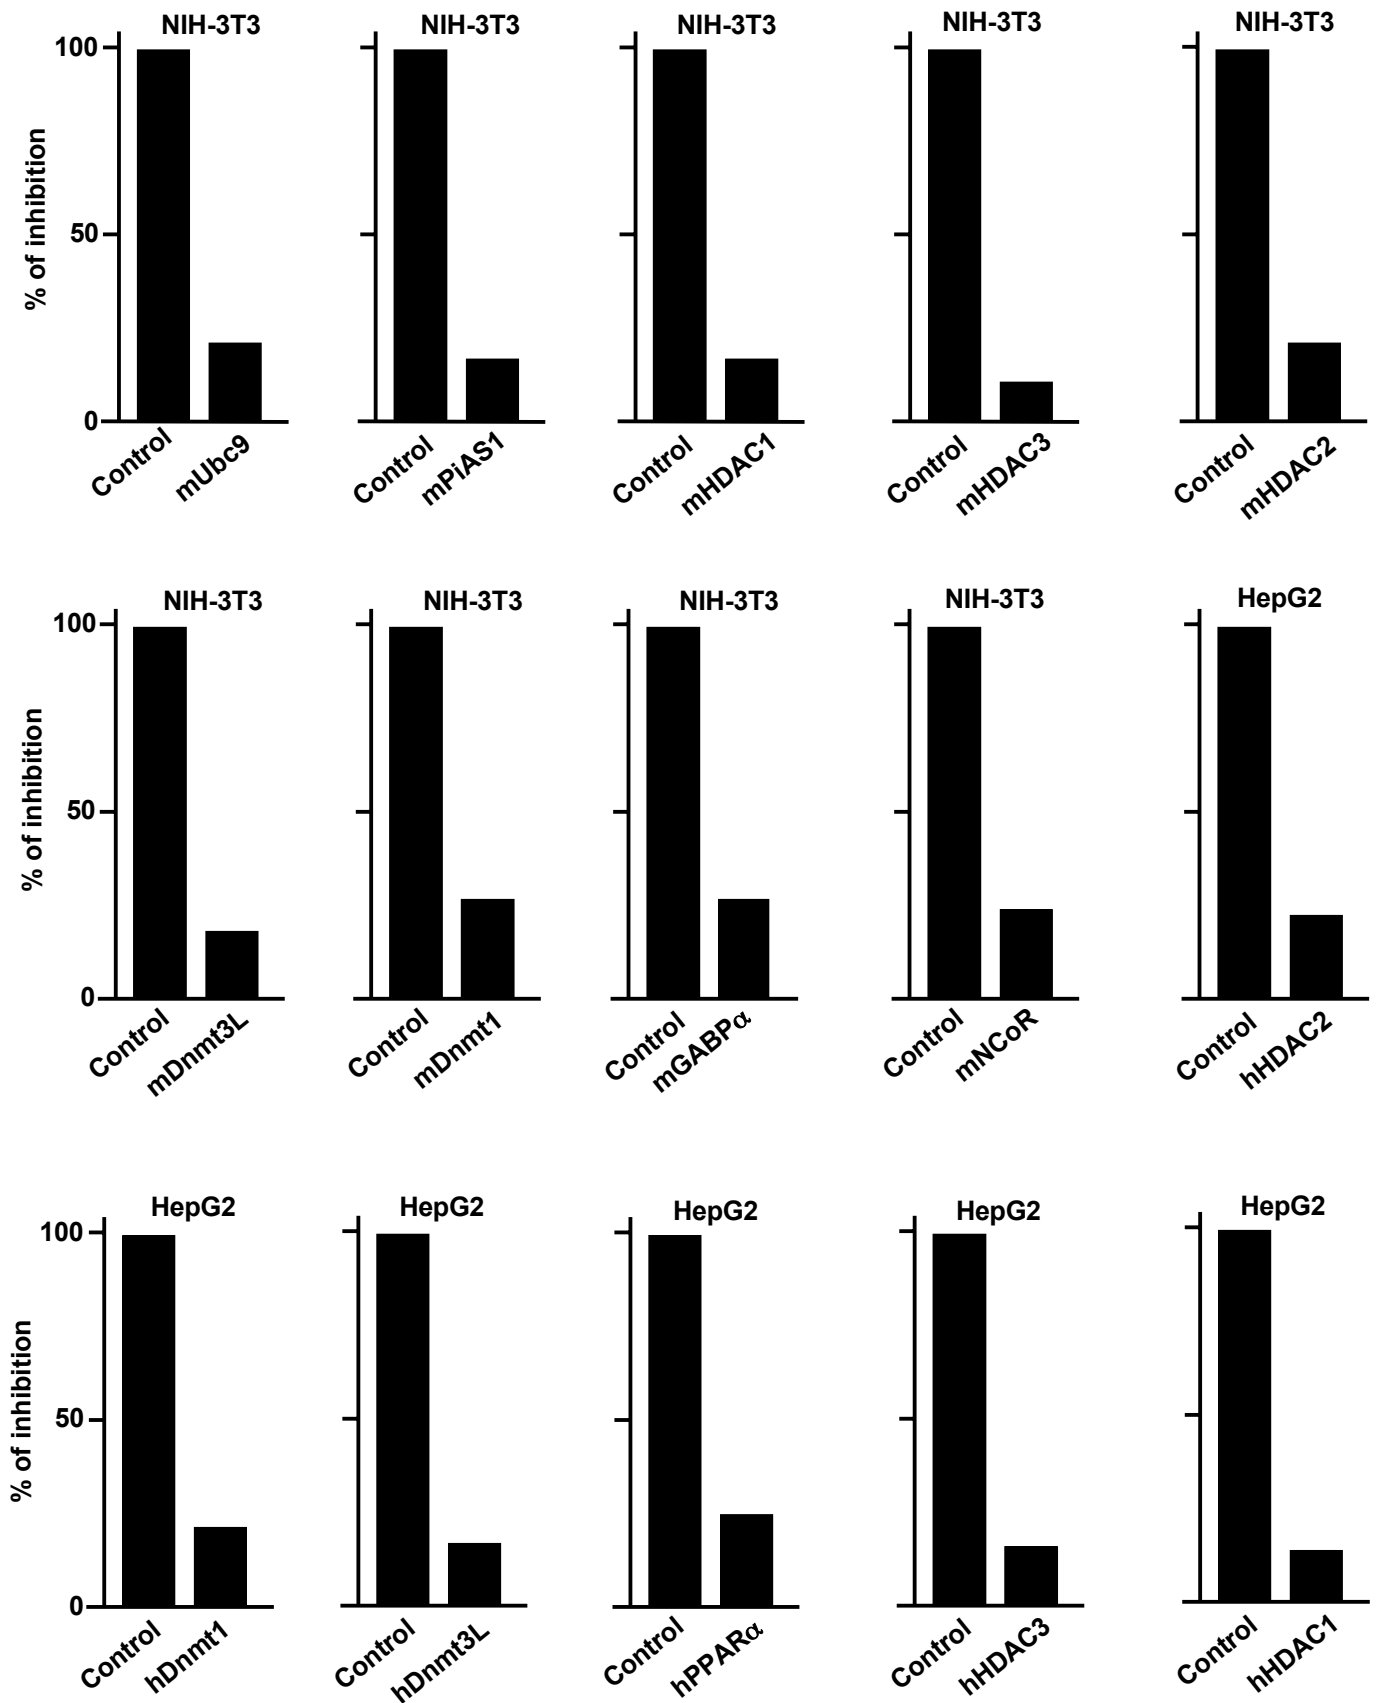 NIH-3T3 NIH-3T3 NIH-3T3 NIH-3T3 NIH-3T3
% of inhibition
100
50
0
Control mUbc9 Control mPiAS1 Control mHDAC1 Control mHDAC3 Control mHDAC2
NIH-3T3 NIH-3T3 NIH-3T3 NIH-3T3 HepG2
% of inhibition
100
50
0
Control mDnmt3L Control mDnmt1 Control mGABPα Control mNCoR Control hHDAC2
HepG2 HepG2 HepG2 HepG2 HepG2
% of inhibition
100
50
0
Control hDnmt1 Control hDnmt3L Control hPPARα Control hHDAC3 Control hHDAC1